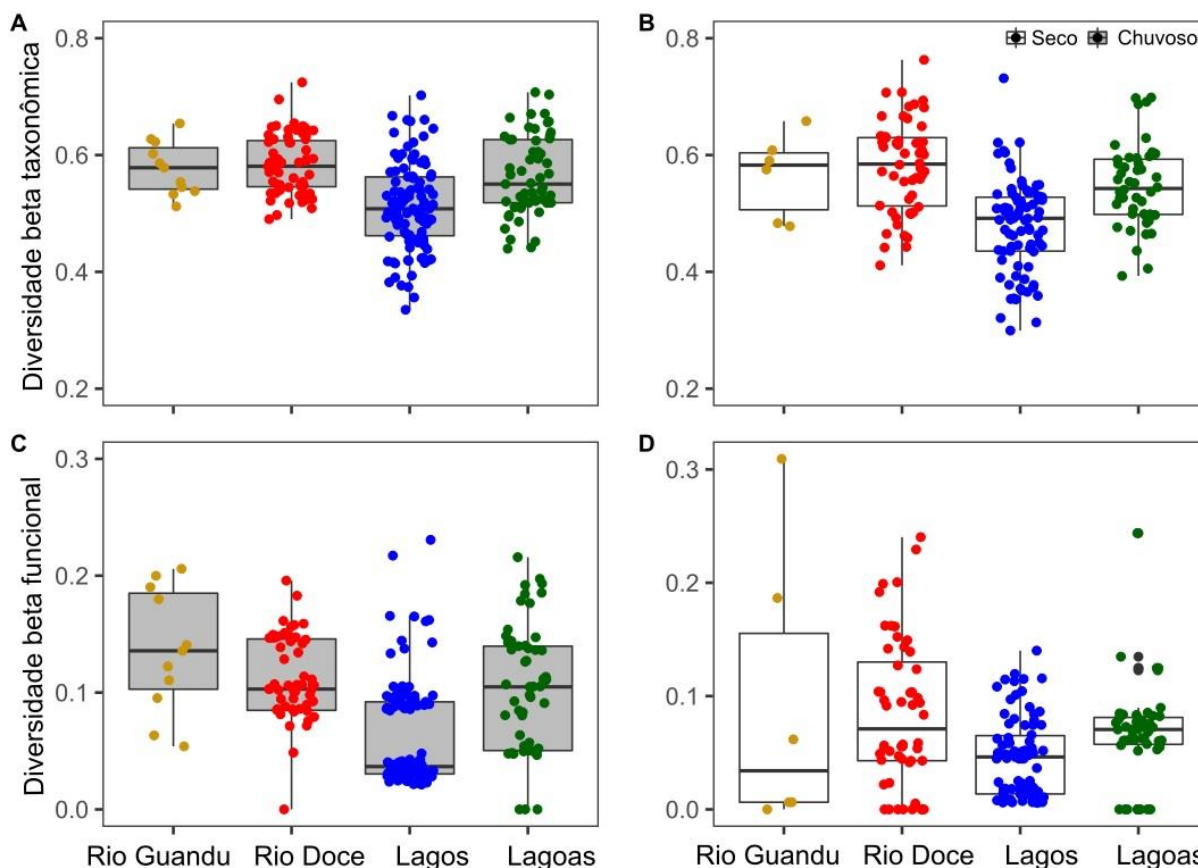 A
Diversidade beta taxonômica
0.8
0.6
0.4
0.2
B
Seco
Chuvoso
0.8
0.6
0.4
0.2
C
Diversidade beta funcional
0.3
0.2
0.1
0.0
Rio Guandu
Rio Doce
Lagos
Lagoas
D
0.3
0.2
0.1
0.0
Rio Guandu
Rio Doce
Lagos
Lagoas